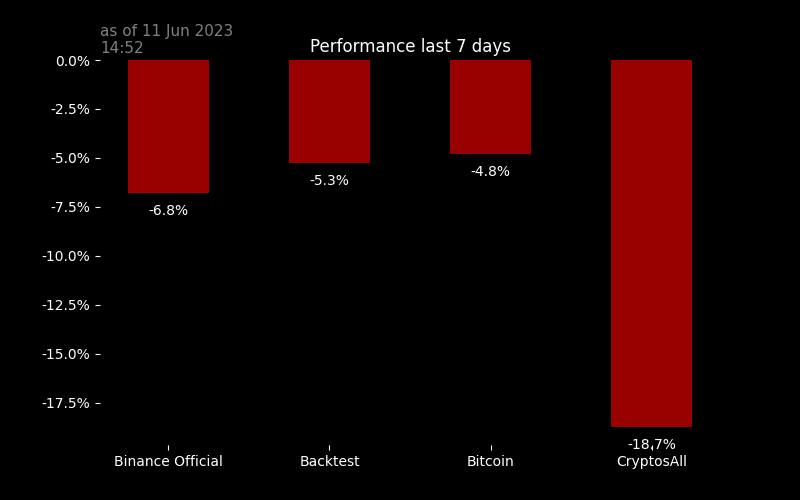 as of 11 Jun 2023
14:52
Performance last 7 days
0.0%
-2.5%
-5.0%
-7.5%
-10.0%
-12.5%
-15.0%
-17.5%
-6.8%
-5.3%
-4.8%
-18.7%
Binance Official
Backtest
Bitcoin
CryptosAll